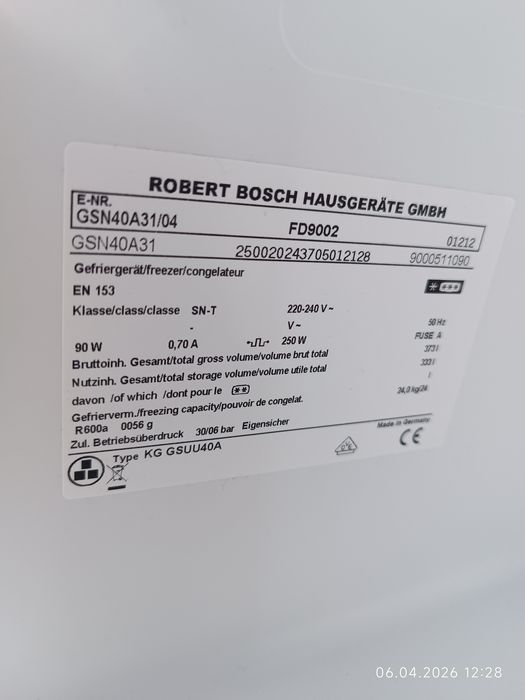 ROBERT BOSCH HAUSGERÄTE GMBH
E-NR.
GSN40A31/04 FD9002 01212
GSN40A31 250020243705012128 9000511090
Gefriergerät/freezer/congelateur
EN 153
Klasse/class/classe SN-T 220-240 V ~ 50 Hz
- V ~ FUSE A
90 W 0,70 A 250 W
Bruttoinh. Gesamt/total gross volume/volume brut total 373 l
Nutzinh. Gesamt/total storage volume/volume utile total 333 l
davon /of which /dont pour le l
Gefrierverm./freezing capacity/pouvoir de congelat. 24,0 kg/24
R600a 0056 g
Zul. Betriebsüberdruck 30/06 bar Eigensicher
Made in Germany
Type KG GSUU40A CE
06.04.2026 12:28